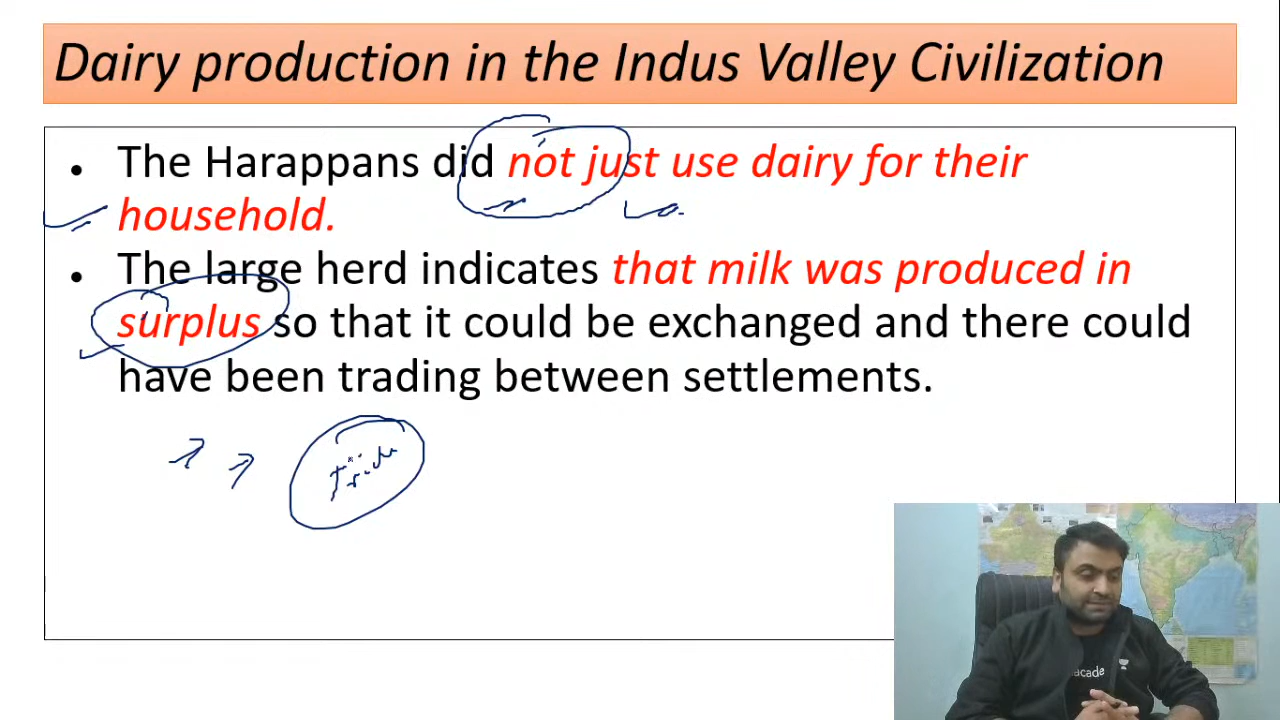 Dairy production in the Indus Valley Civilization
• The Harappans did not just use dairy for their
household.
• The large herd indicates that milk was produced in
surplus so that it could be exchanged and there could
have been trading between settlements.
acade